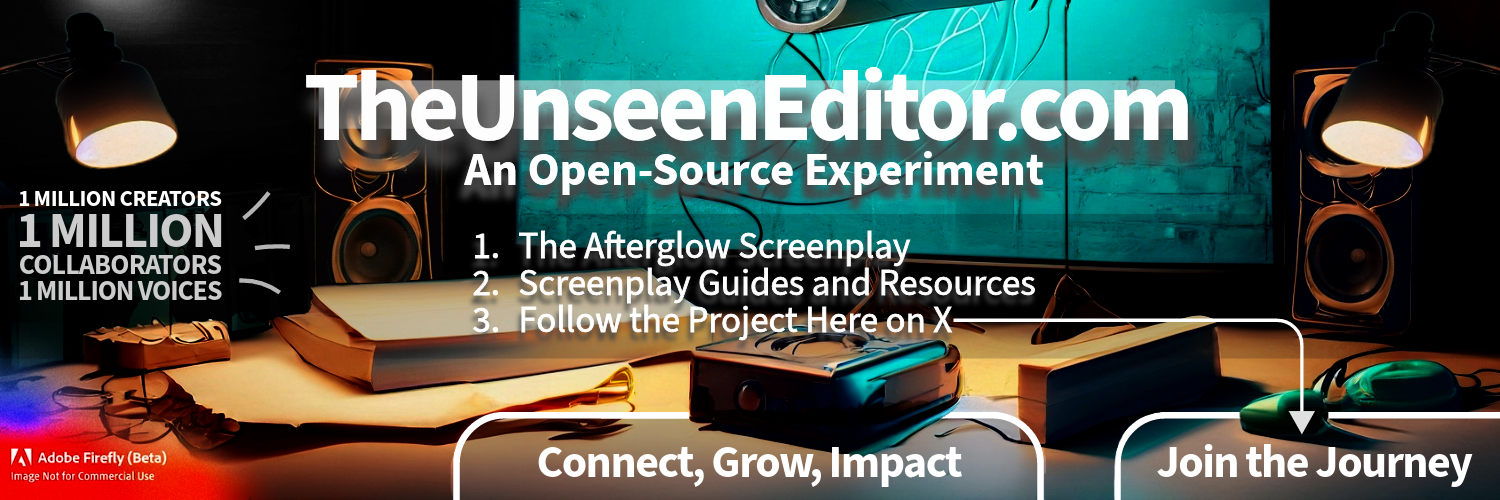 TheUnseenEditor.com
An Open-Source Experiment
1 MILLION CREATORS
1 MILLION
COLLABORATORS
1 MILLION VOICES
1. The Afterglow Screenplay
2. Screenplay Guides and Resources
3. Follow the Project Here on X
Connect, Grow, Impact
Join the Journey
Adobe Firefly (Beta)
Image Not for Commercial Use